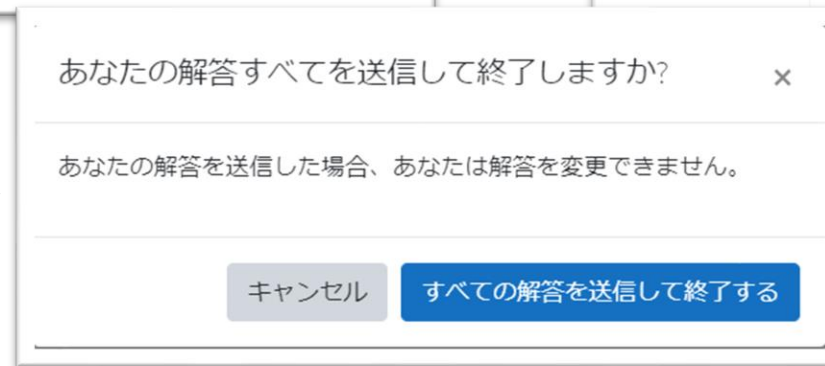 あなたの解答すべてを送信して終了しますか?
×
あなたの解答を送信した場合、あなたは解答を変更できません。
キャンセル すべての解答を送信して終了する